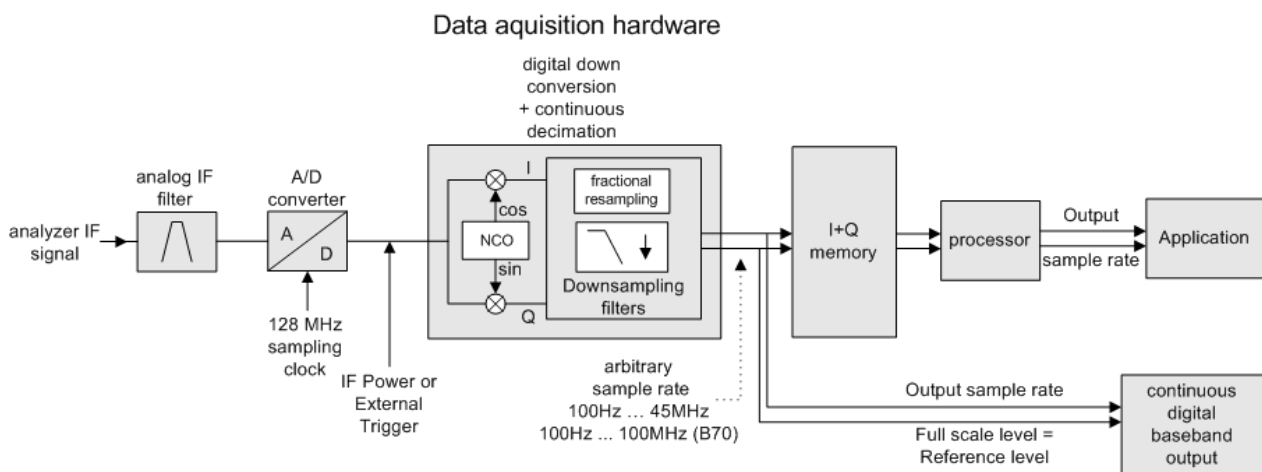 Data aquisition hardware
digital down
conversion
+ continuous
decimation
analog IF
filter
A/D
converter
analyzer IF
signal
A
D
128 MHz
sampling
clock
IF Power or
External
Trigger
I
cos
NCO
sin
Q
fractional
resampling
Downsampling
filters
arbitrary
sample rate
100Hz ... 45MHz
100Hz ... 100MHz (B70)
I+Q
memory
processor
Output
sample rate
Application
Output sample rate
Full scale level =
Reference level
continuous
digital
baseband
output